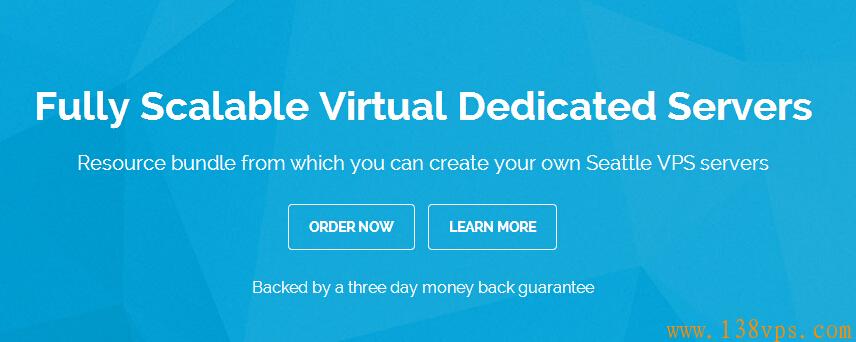 Fully Scalable Virtual Dedicated Servers
Resource bundle from which you can create your own Seattle VPS servers
ORDER NOW
LEARN MORE
Backed by a three day money back guarantee
www.138vps.com